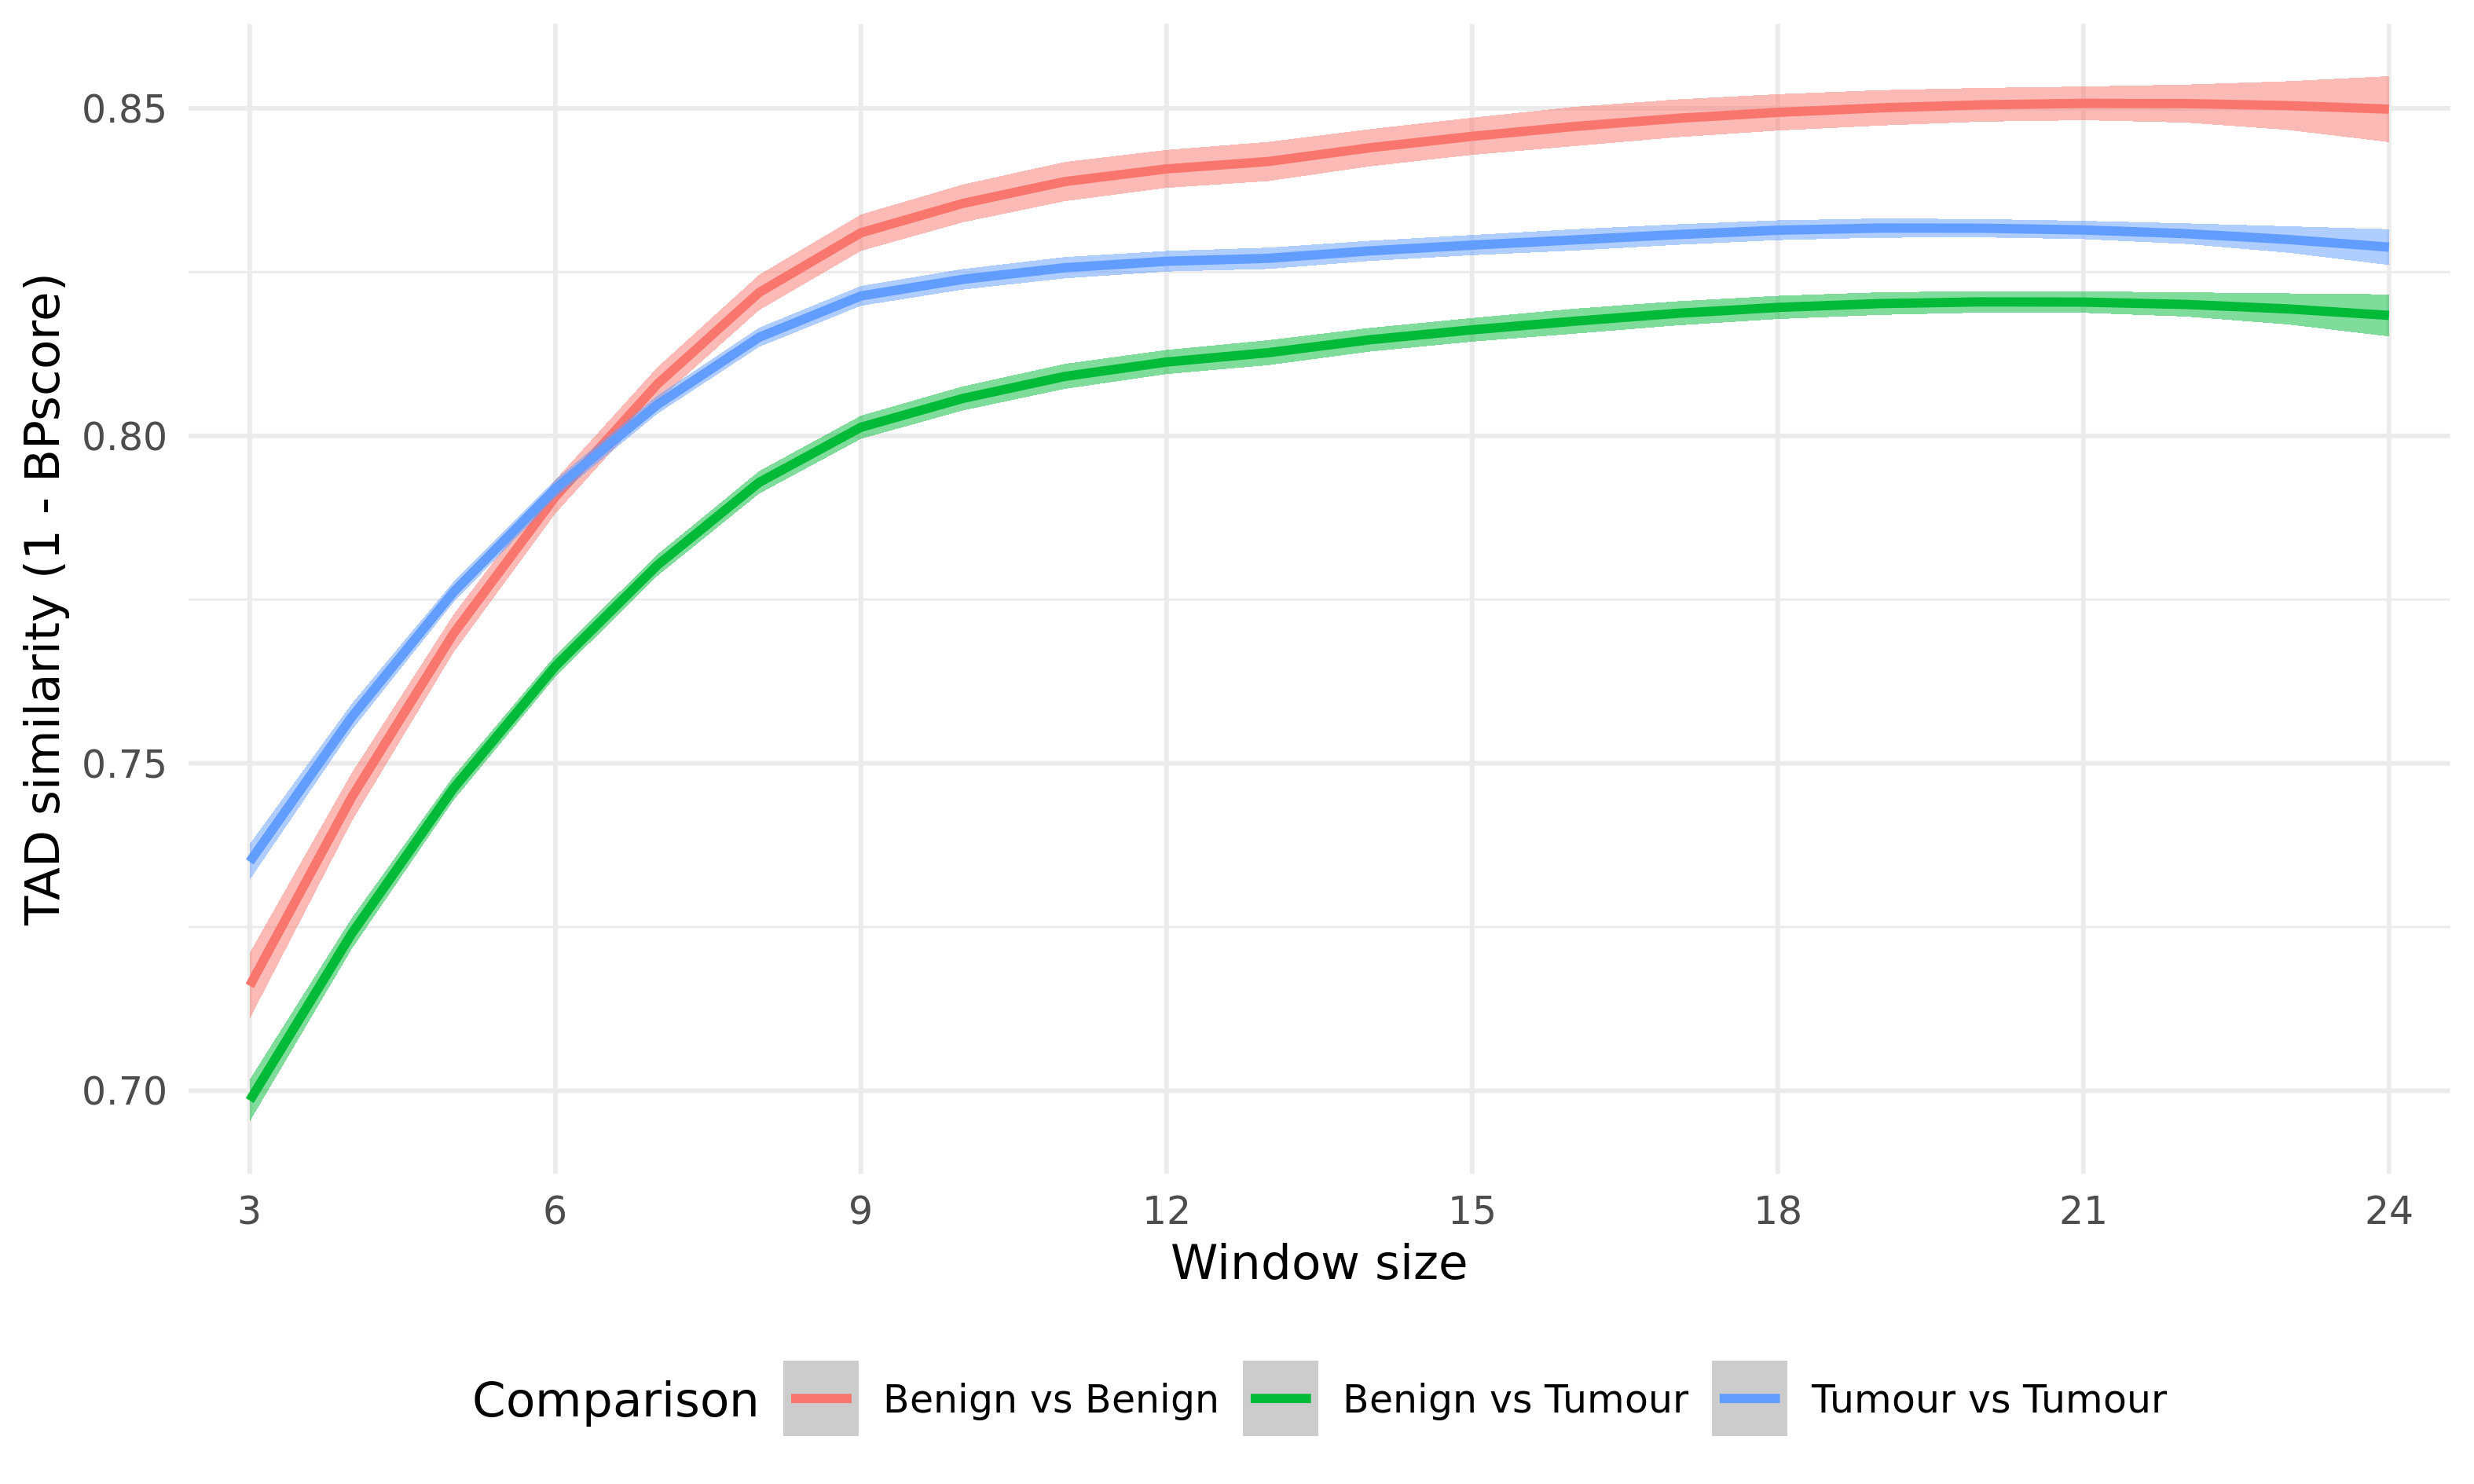 TAD similarity (1 - BPscore)
0.85
0.80
0.75
0.70
3 6 9 12 15 18 21 24
Window size
Comparison Benign vs Benign Benign vs Tumour Tumour vs Tumour